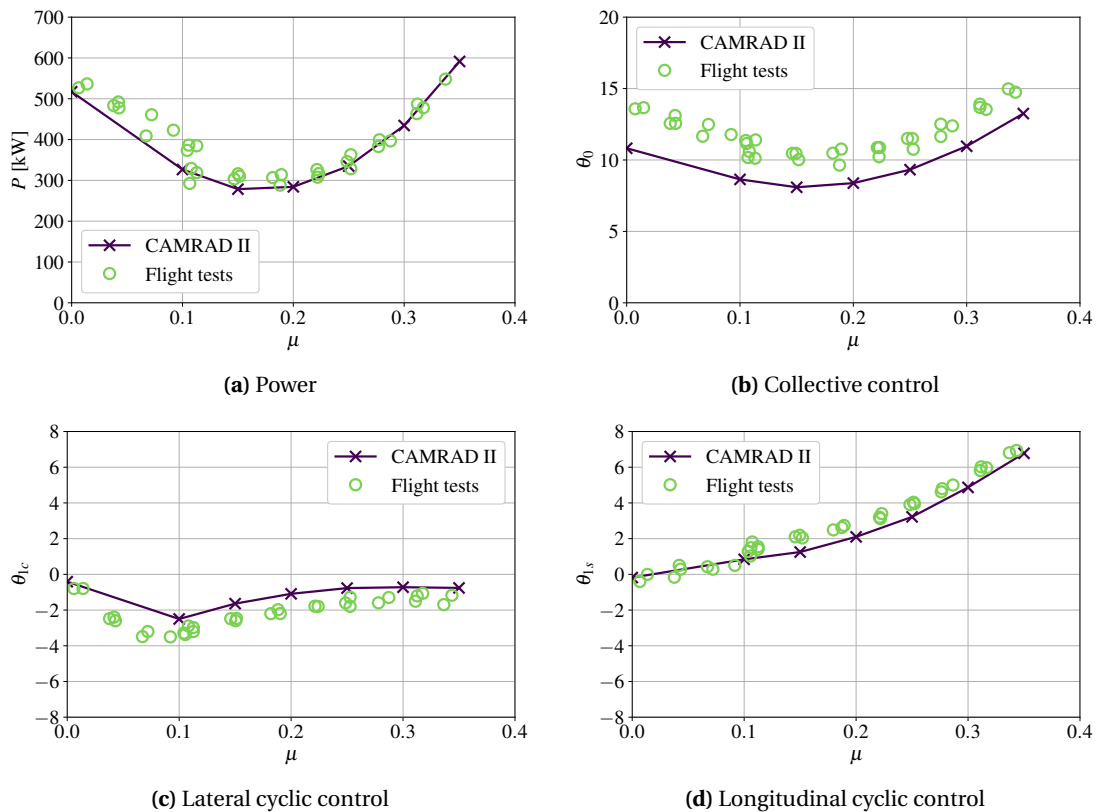 700
600
500
400
300
200
100
0
P [kW]
CAMRAD II
Flight tests
0.0 0.1 0.2 0.3 0.4
μ
(a) Power
20
15
10
5
0
θ0
CAMRAD II
Flight tests
0.0 0.1 0.2 0.3 0.4
μ
(b) Collective control
8
6
4
2
0
−2
−4
−6
−8
θ1c
CAMRAD II
Flight tests
0.0 0.1 0.2 0.3 0.4
μ
(c) Lateral cyclic control
8
6
4
2
0
−2
−4
−6
−8
θ1s
CAMRAD II
Flight tests
0.0 0.1 0.2 0.3 0.4
μ
(d) Longitudinal cyclic control